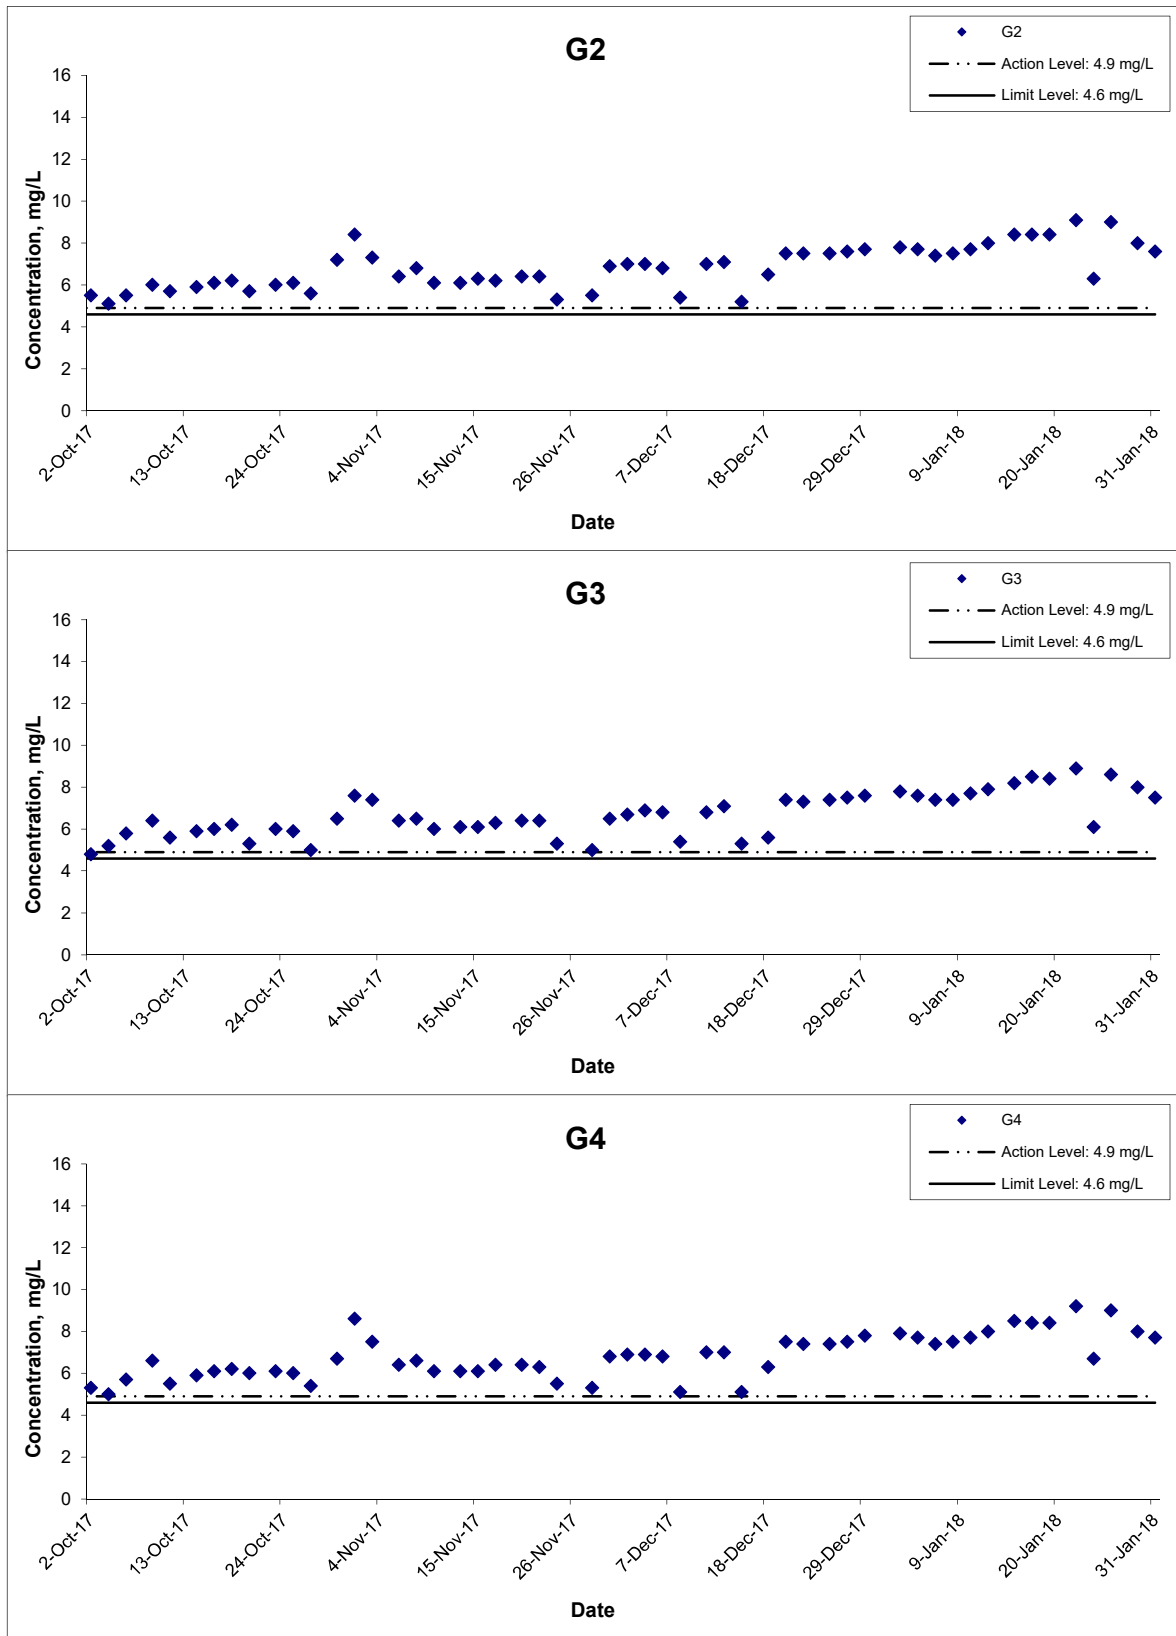 G2
G2
Action Level: 4.9 mg/L
Limit Level: 4.6 mg/L
Concentration, mg/L
16
14
12
10
8
6
4
2
0
2-Oct-17
13-Oct-17
24-Oct-17
4-Nov-17
15-Nov-17
26-Nov-17
7-Dec-17
18-Dec-17
29-Dec-17
9-Jan-18
20-Jan-18
31-Jan-18
Date
G3
G3
Action Level: 4.9 mg/L
Limit Level: 4.6 mg/L
Concentration, mg/L
16
14
12
10
8
6
4
2
0
2-Oct-17
13-Oct-17
24-Oct-17
4-Nov-17
15-Nov-17
26-Nov-17
7-Dec-17
18-Dec-17
29-Dec-17
9-Jan-18
20-Jan-18
31-Jan-18
Date
G4
G4
Action Level: 4.9 mg/L
Limit Level: 4.6 mg/L
Concentration, mg/L
16
14
12
10
8
6
4
2
0
2-Oct-17
13-Oct-17
24-Oct-17
4-Nov-17
15-Nov-17
26-Nov-17
7-Dec-17
18-Dec-17
29-Dec-17
9-Jan-18
20-Jan-18
31-Jan-18
Date